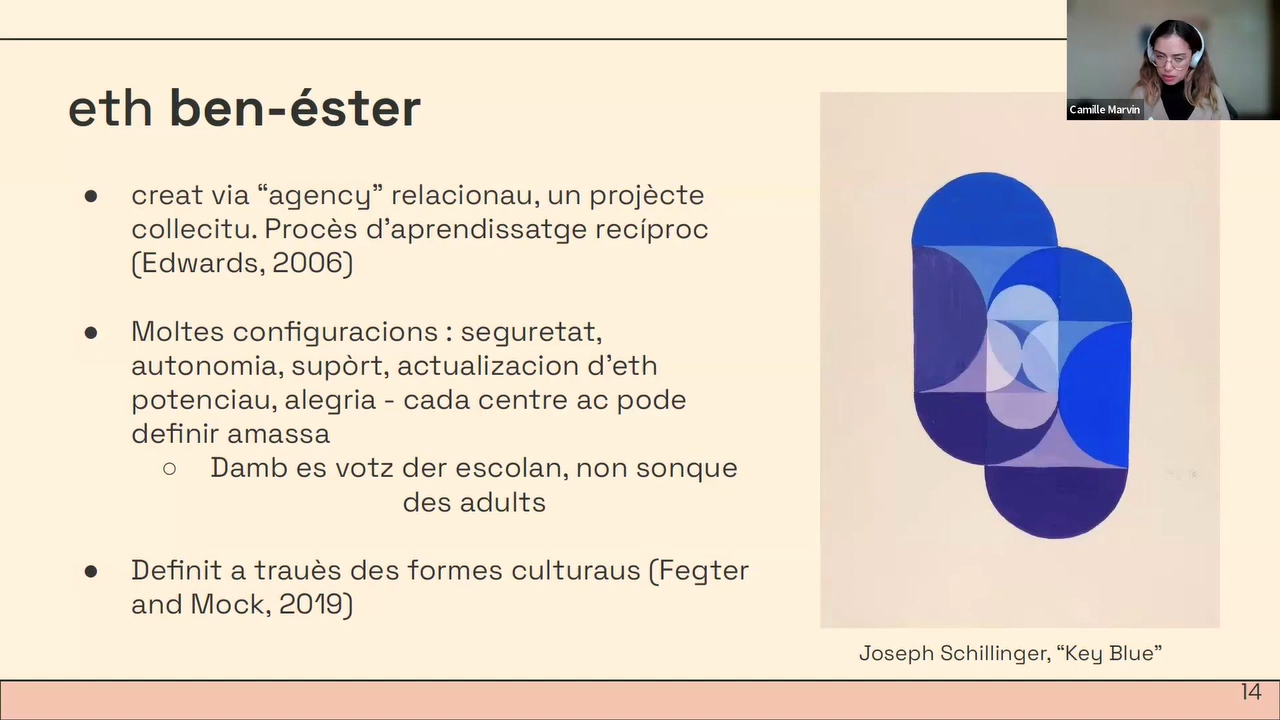 Camille Marvin
eth ben-éster
● creat via “agency” relacionau, un projècte
collecitu. Procès d’aprendissatge recíproc
(Edwards, 2006)
● Moltes configuracions : seguretat,
autonomia, supòrt, actualizacion d’eth
potenciau, alegria - cada centre ac pode
definir amassa
○ Damb es votz der escolan, non sonque
des adults
● Definit a trauès des formes culturaus (Fegter
and Mock, 2019)
Joseph Schillinger, “Key Blue”
14